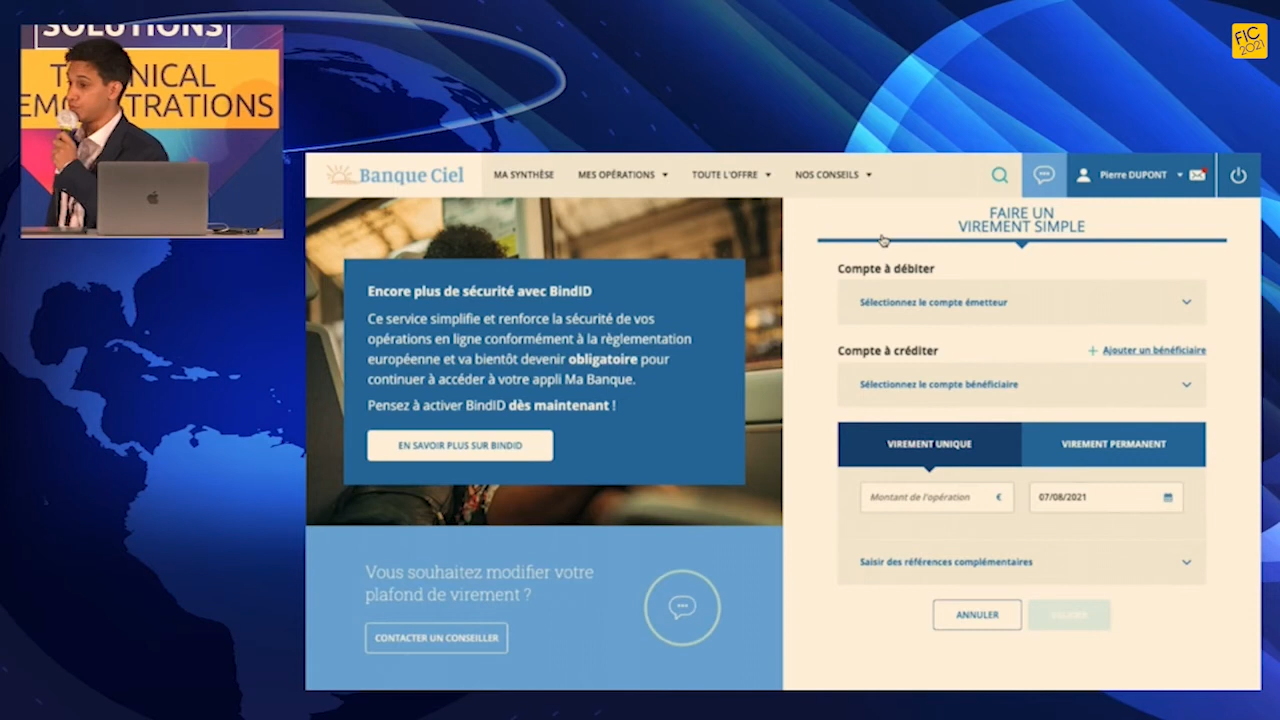 SOLUTIONS
NICAL
TRATIONS
FIC
2021
Banque Ciel
MA SYNTHÈSE
MES OPÉRATIONS
TOUTE L'OFFRE
NOS CONSEILS
Pierre DUPONT
FAIRE UN
VIREMENT SIMPLE
Encore plus de sécurité avec BindID
Ce service simplifie et renforce la sécurité de vos
opérations en ligne conformément à la règlementation
européenne et va bientôt devenir obligatoire pour
continuer à accéder à votre appli Ma Banque.
Pensez à activer BindID dès maintenant !
EN SAVOIR PLUS SUR BINDID
Vous souhaitez modifier votre
plafond de virement ?
CONTACTER UN CONSEILLER
Compte à débiter
Sélectionnez le compte émetteur
Compte à créditer
+ Ajouter un bénéficiaire
Sélectionnez le compte bénéficiaire
VIREMENT UNIQUE
VIREMENT PERMANENT
Montant de l'opération €
07/08/2021
Saisir des références complémentaires
ANNULER